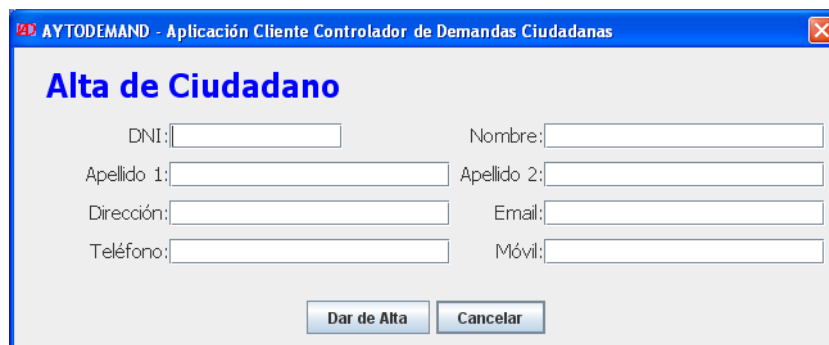 AYTODEMAND - Aplicación Cliente Controlador de Demandas Ciudadanas
Alta de Ciudadano
DNI: Nombre:
Apellido 1: Apellido 2:
Dirección: Email:
Teléfono: Móvil:
Dar de Alta Cancelar